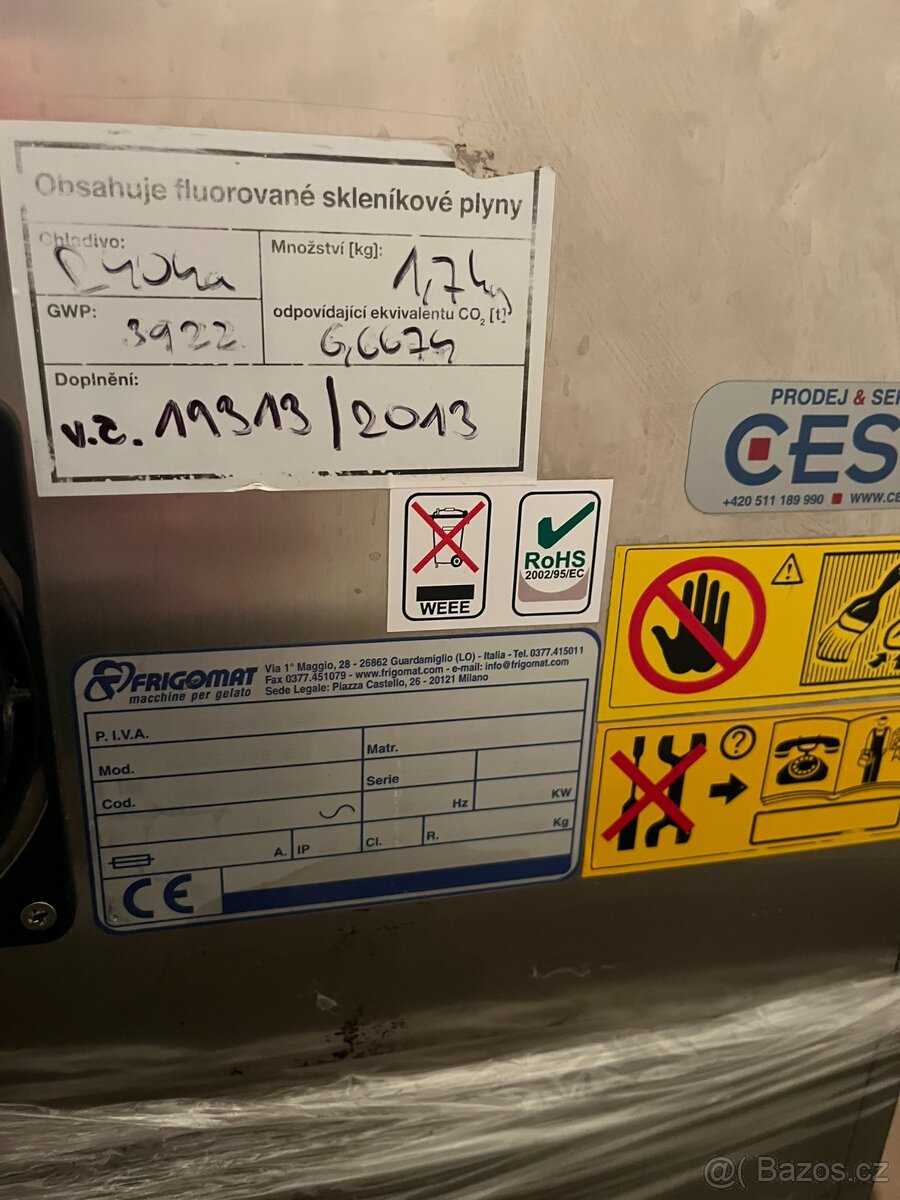 Obsahuje fluorované skleníkové plyny
Chladivo:
R404a
Množství [kg]:
1,7kg
GWP:
3922
odpovídající ekvivalentu CO2 [t]:
6,6674
Doplnění:
v.č. 19313/2013
PRODEJ & SER
CES
+420 511 189 990 WWW.CE
WEEE
RoHS
2002/95/EC
FRIGOMAT
macchine per gelato
Via 1° Maggio, 28 - 26862 Guardamiglio (LO) - Italia - Tel. 0377.415011
Fax 0377.451079 - www.frigomat.com - e-mail: info@frigomat.com
Sede Legale: Piazza Castello, 26 - 20121 Milano
P. I.V.A.
Mod.
Matr.
Cod.
Serie
Hz
KW
A.
IP
Cl.
R.
Kg
CE
?
@( Bazos.cz